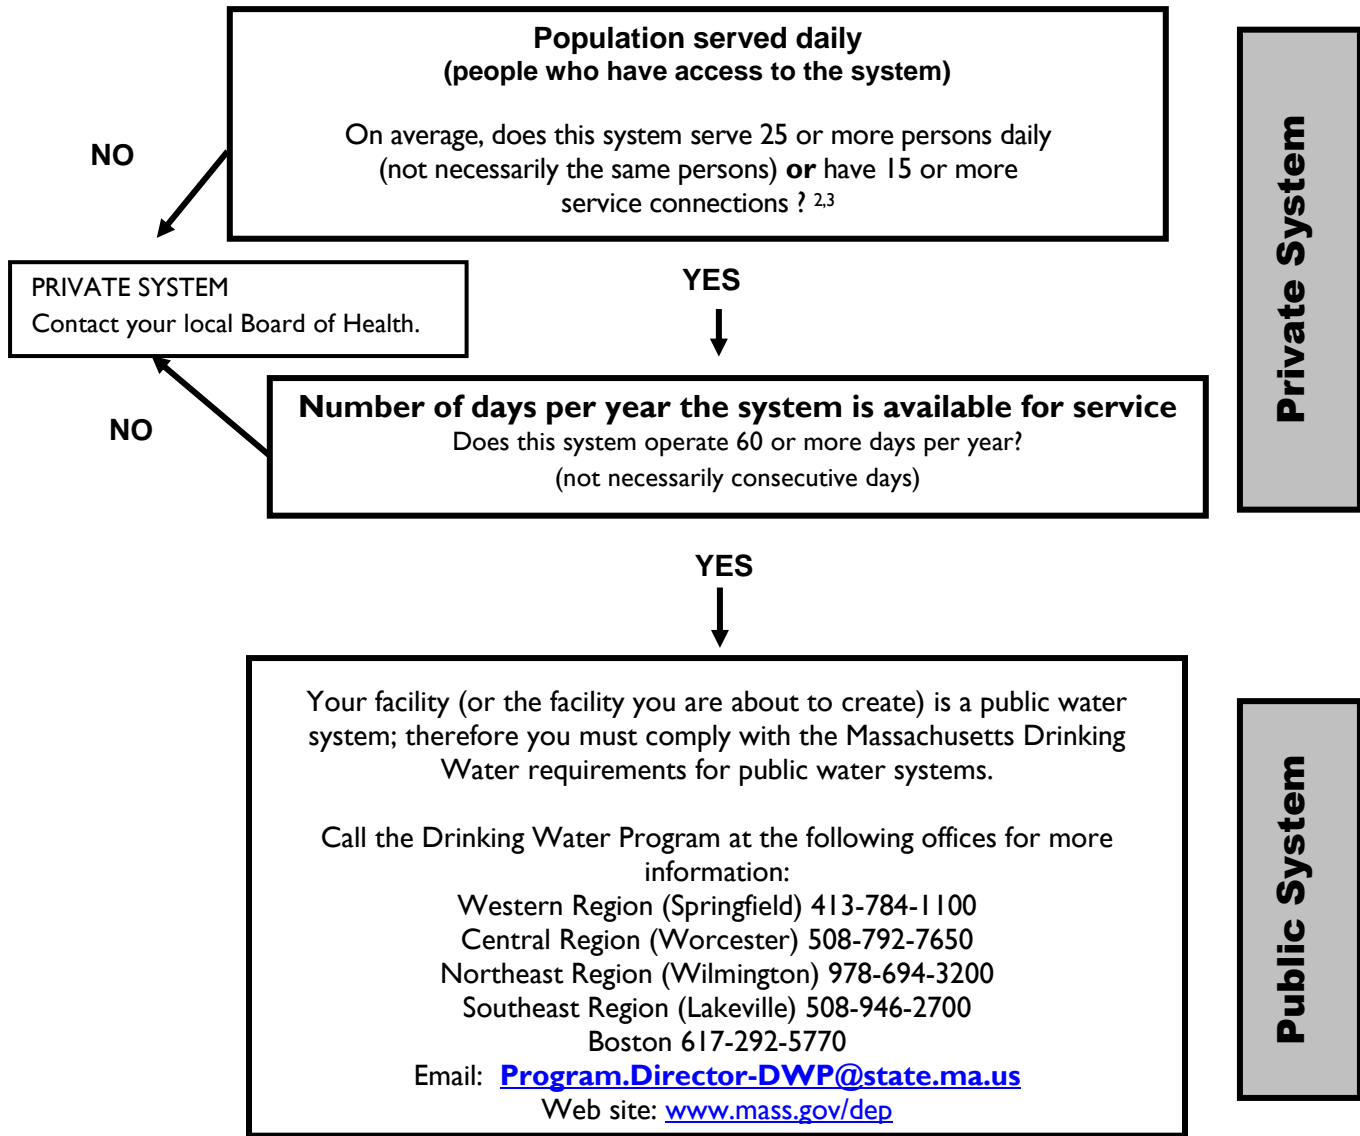 Population served daily
(people who have access to the system)
On average, does this system serve 25 or more persons daily
(not necessarily the same persons) or have 15 or more
service connections ? 2,3
NO
Private System
PRIVATE SYSTEM
Contact your local Board of Health.
YES
Number of days per year the system is available for service
Does this system operate 60 or more days per year?
(not necessarily consecutive days)
NO
YES
Your facility (or the facility you are about to create) is a public water
system; therefore you must comply with the Massachusetts Drinking
Water requirements for public water systems.
Call the Drinking Water Program at the following offices for more
information:
Western Region (Springfield) 413-784-1100
Central Region (Worcester) 508-792-7650
Northeast Region (Wilmington) 978-694-3200
Southeast Region (Lakeville) 508-946-2700
Boston 617-292-5770
Email: Program.Director-DWP@state.ma.us
Web site: www.mass.gov/dep
Public System